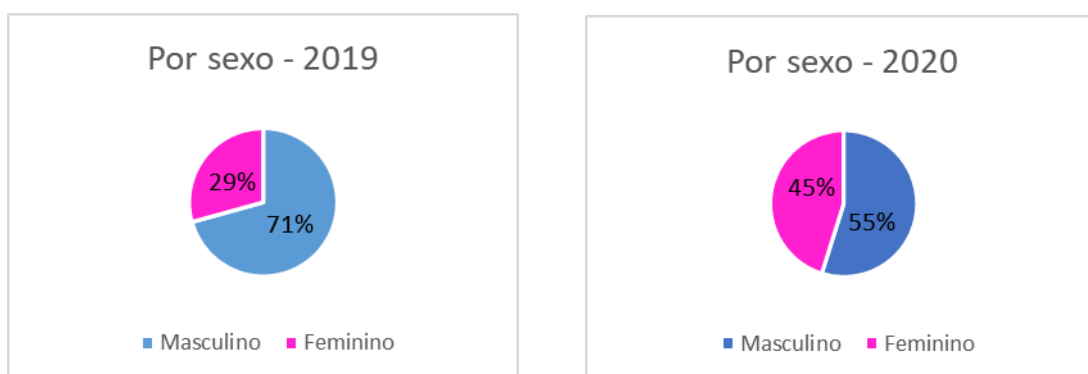 Por sexo - 2019
29%
71%
Masculino Feminino
Por sexo - 2020
45%
55%
Masculino Feminino